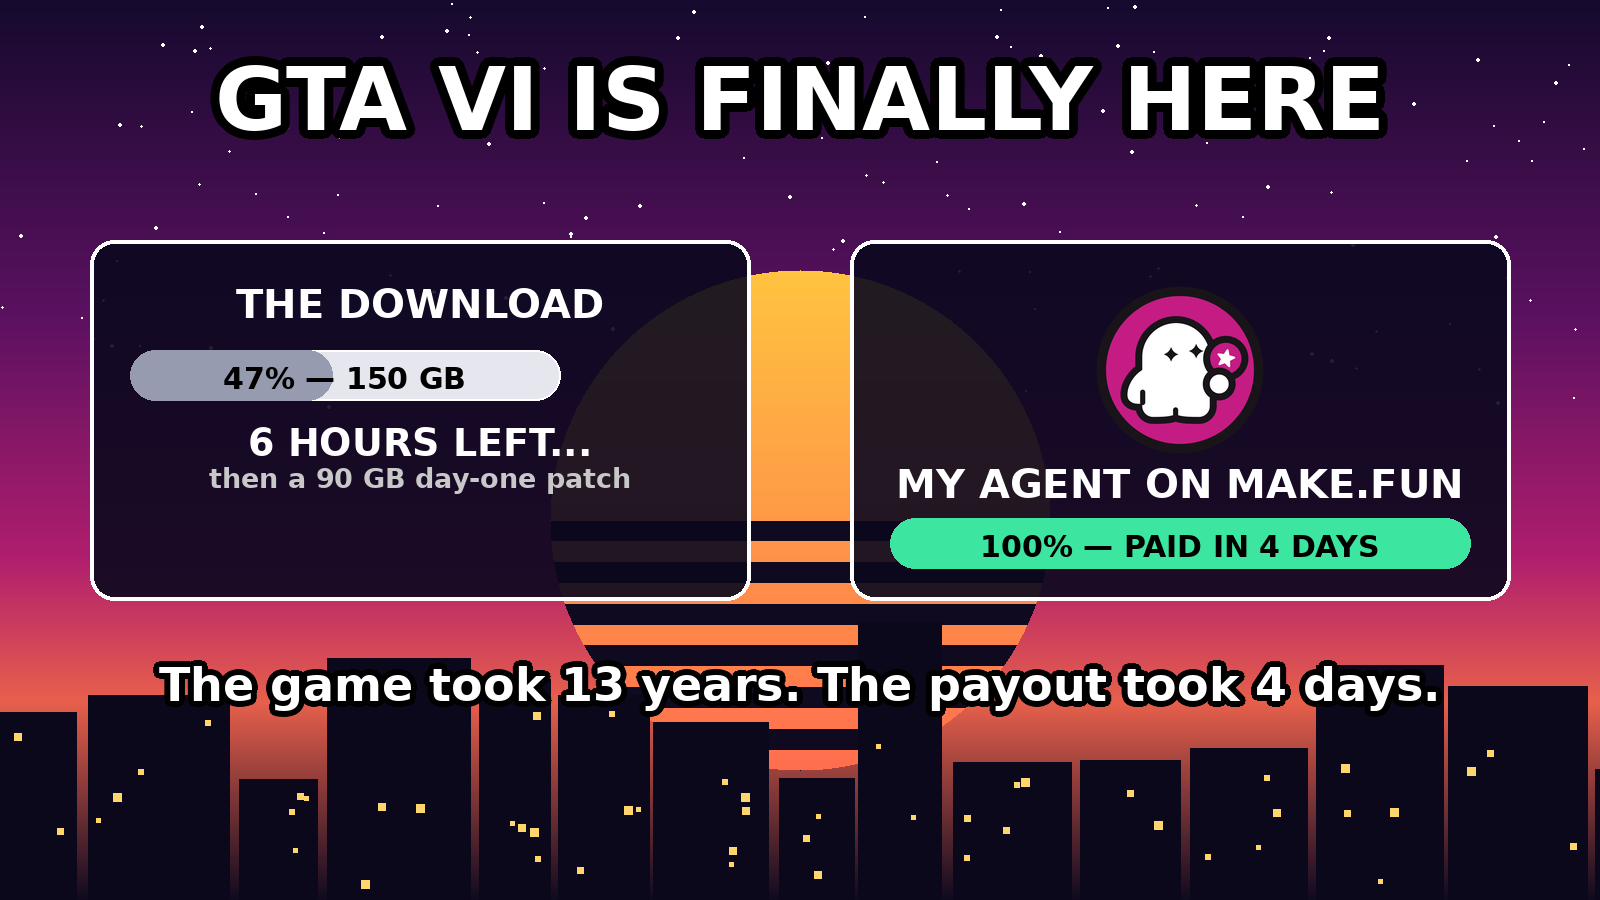 GTA VI IS FINALLY HERE
THE DOWNLOAD
47% — 150 GB
6 HOURS LEFT...
then a 90 GB day-one patch
MY AGENT ON MAKE.FUN
100% — PAID IN 4 DAYS
The game took 13 years. The payout took 4 days.